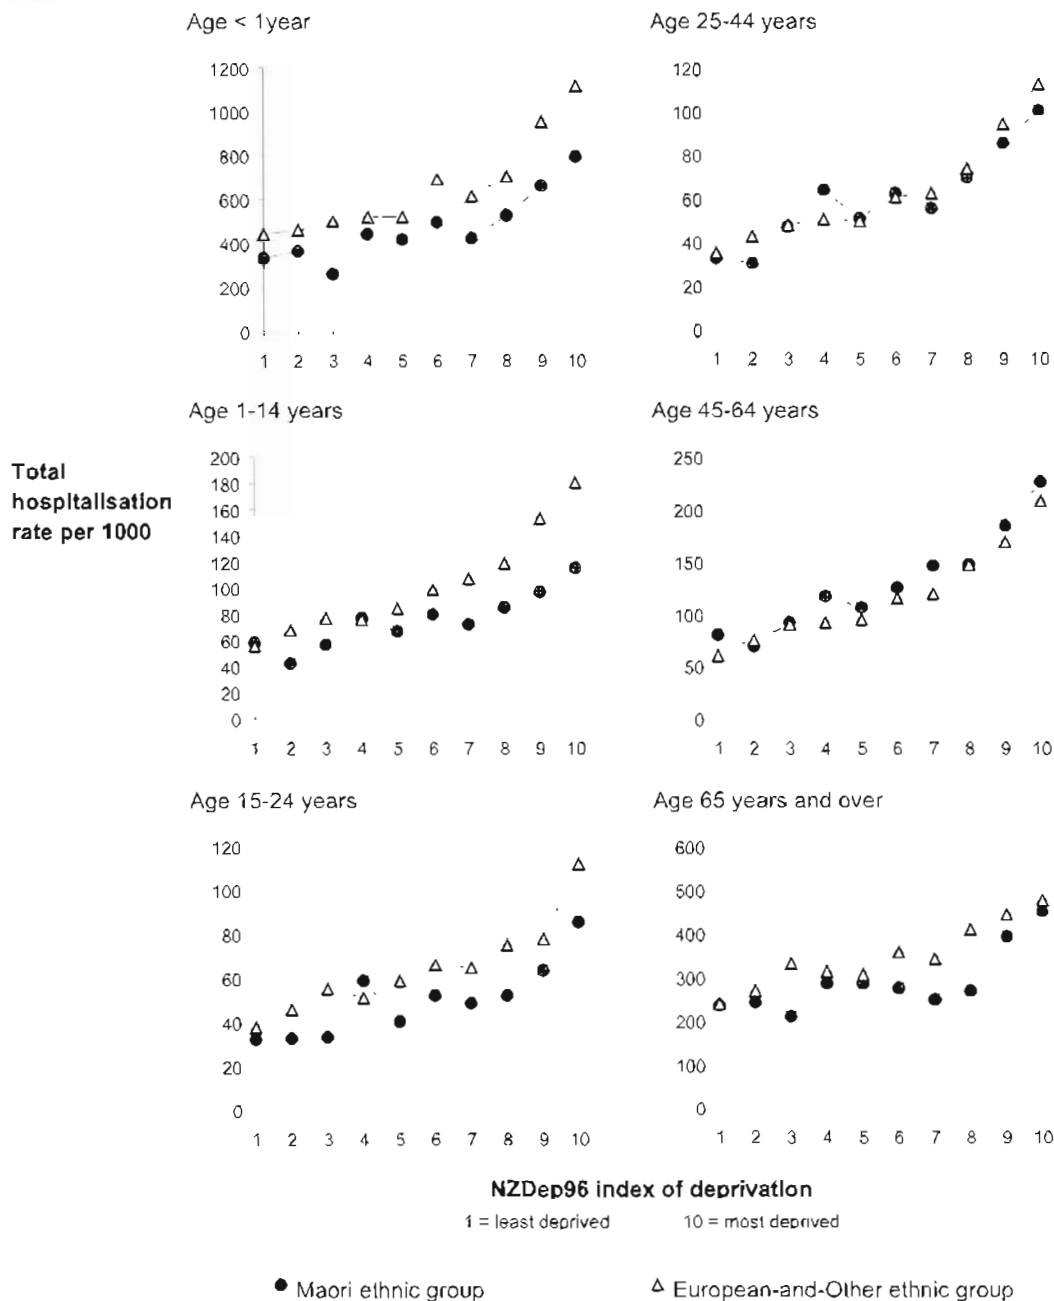 Age < 1year
1200
1000
800
600
400
200
0
1 2 3 4 5 6 7 8 9 10
Age 25-44 years
120
100
80
60
40
20
0
1 2 3 4 5 6 7 8 9 10
Total
hospitalisation
rate per 1000
Age 1-14 years
200
180
160
140
120
100
80
60
40
20
0
1 2 3 4 5 6 7 8 9 10
Age 45-64 years
250
200
150
100
50
0
1 2 3 4 5 6 7 8 9 10
Age 15-24 years
120
100
80
60
40
20
0
1 2 3 4 5 6 7 8 9 10
Age 65 years and over
600
500
400
300
200
100
0
1 2 3 4 5 6 7 8 9 10
NZDep96 index of deprivation
1 = least deprived 10 = most deprived
Maori ethnic group
European-and-Other ethnic group